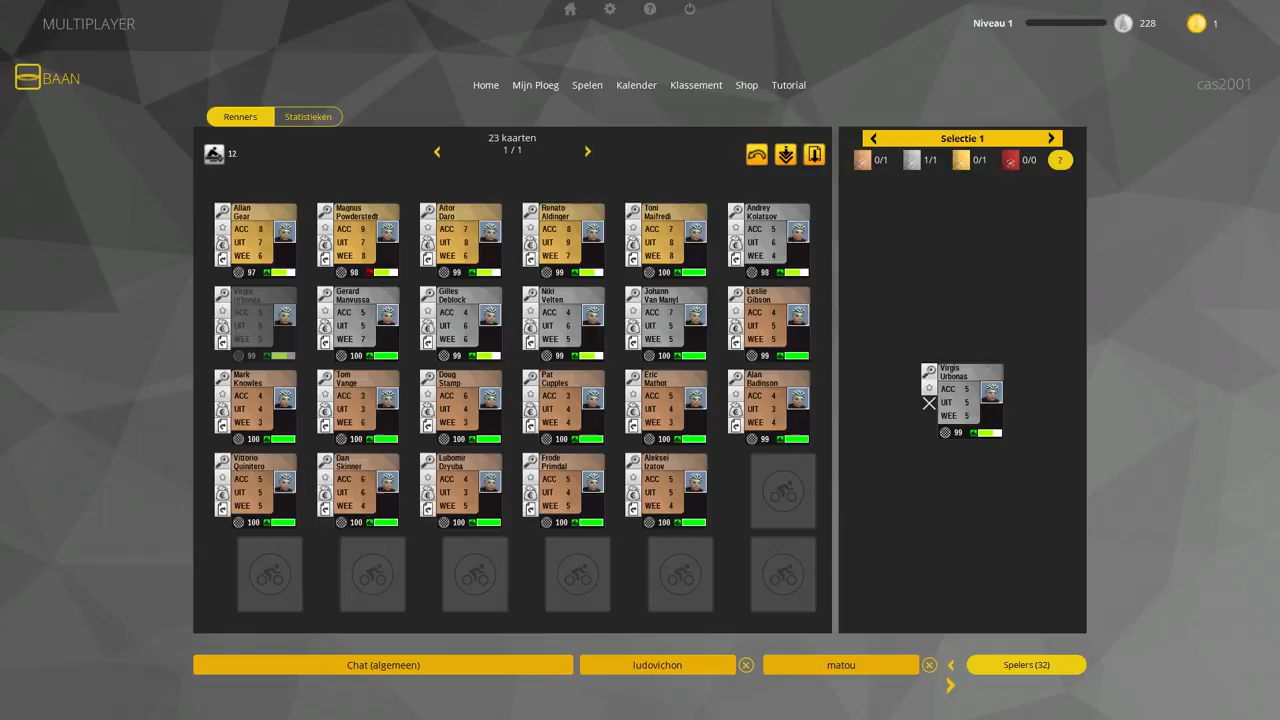 MULTIPLAYER
Niveau 1
228
1
BAAN
Home Mijn Ploeg Spelen Kalender Klassement Shop Tutorial
cas2001
Renners Statistieken
12
23 kaarten
1 / 1
Selectie 1
0/1 1/1 0/1 0/0 ?
Allan Gear
ACC 8
UIT 7
WEE 6
97
Magnus Powderstedt
ACC 9
UIT 7
WEE 8
98
Aitor Daro
ACC 7
UIT 8
WEE 8
99
Renato Aldinger
ACC 8
UIT 9
WEE 7
99
Toni Maifredi
ACC 7
UIT 8
WEE 8
100
Andrey Kolatsov
ACC 5
UIT 6
WEE 4
98
Virgis Urbonas
ACC 5
UIT 5
WEE 5
99
Gerard Manvussa
ACC 5
UIT 5
WEE 7
100
Gilles Deblock
ACC 4
UIT 6
WEE 6
99
Niki Velten
ACC 4
UIT 6
WEE 5
99
Johann Van Manyl
ACC 7
UIT 5
WEE 5
100
Leslie Gibson
ACC 4
UIT 5
WEE 5
99
Mark Knowles
ACC 4
UIT 4
WEE 3
100
Tom Vange
ACC 3
UIT 3
WEE 6
100
Doug Stamp
ACC 6
UIT 4
WEE 3
100
Pat Cupples
ACC 3
UIT 4
WEE 4
100
Eric Mathot
ACC 5
UIT 4
WEE 3
100
Alan Badinson
ACC 4
UIT 3
WEE 4
99
Vittorio Quinitero
ACC 5
UIT 5
WEE 5
100
Dan Skinner
ACC 6
UIT 6
WEE 4
100
Lubomir Dzyuba
ACC 4
UIT 3
WEE 5
100
Frode Primdal
ACC 5
UIT 4
WEE 4
100
Aleksei Izatov
ACC 5
UIT 5
WEE 4
100
Virgis Urbonas
ACC 5
UIT 5
WEE 5
99
Chat (algemeen) ludovichon matou Spelers (32)